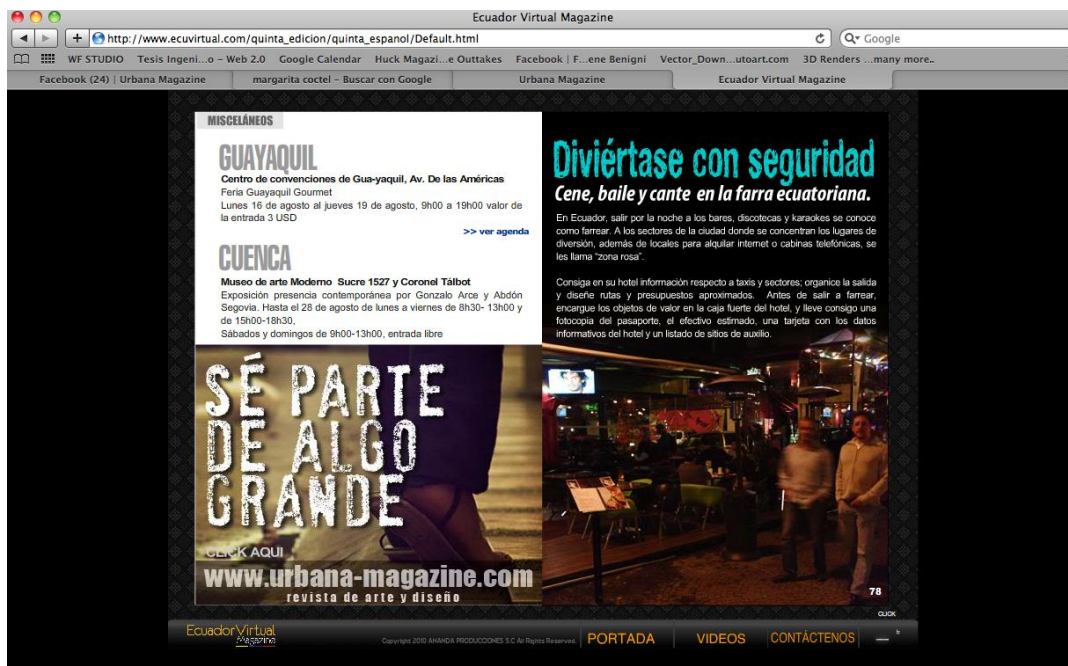 Ecuador Virtual Magazine
http://www.ecuvirtual.com/quinta_edicion/quinta_espanol/Default.html
Google
WF STUDIO Tesis Ingeni...o – Web 2.0 Google Calendar Huck Magazi...e Outtakes Facebook | F...ene Benigni Vector_Down...utoart.com 3D Renders ...many more..
Facebook (24) | Urbana Magazine margarita coctel – Buscar con Google Urbana Magazine Ecuador Virtual Magazine
MISCELÁNEOS
GUAYAQUIL
Centro de convenciones de Gua-yaquil, Av. De las Américas
Feria Guayaquil Gourmet
Lunes 16 de agosto al jueves 19 de agosto, 9h00 a 19h00 valor de
la entrada 3 USD
>> ver agenda
CUENCA
Museo de arte Moderno Sucre 1527 y Coronel Tálbot
Exposición presencia contemporánea por Gonzalo Arce y Abdón
Segovia. Hasta el 28 de agosto de lunes a viernes de 8h30- 13h00 y
de 15h00-18h30,
Sábados y domingos de 9h00-13h00, entrada libre
SÉ PARTE
DE ALGO
GRANDE
CLICK AQUI
www.urbana-magazine.com
revista de arte y diseño
Diviértase con seguridad
Cene, baile y cante en la farra ecuatoriana.
En Ecuador, salir por la noche a los bares, discotecas y karaokes se conoce
como farrear. A los sectores de la ciudad donde se concentran los lugares de
diversión, además de locales para alquilar internet o cabinas telefónicas, se
les llama "zona rosa".
Consiga en su hotel información respecto a taxis y sectores; organice la salida
y diseñe rutas y presupuestos aproximados. Antes de salir a farrear,
encargue los objetos de valor en la caja fuerte del hotel, y lleve consigo una
fotocopia del pasaporte, el efectivo estimado, una tarjeta con los datos
informativos del hotel y un listado de sitios de auxilio.
78
CLICK
Ecuador Virtual
Magazine
Copyright 2010 ANANDA PRODUCCIONES S.C All Rights Reserved.
PORTADA VIDEOS CONTÁCTENOS